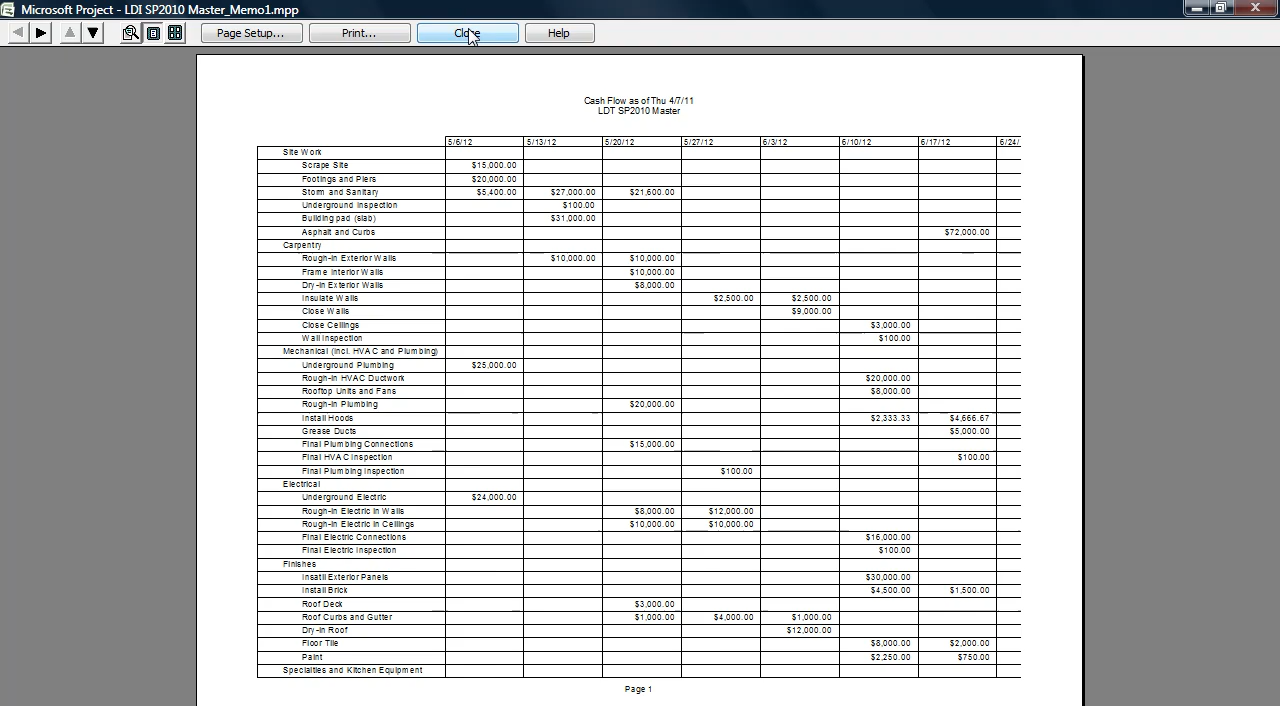 Microsoft Project - LDI SP2010 Master_Memo1.mpp
Page Setup... Print... Close Help
Cash Flow as of Thu 4/7/11
LDT SP2010 Master
5/6/12 5/13/12 5/20/12 5/27/12 6/3/12 6/10/12 6/17/12 6/24/
Site Work
Scrape Site $15,000.00
Footings and Piers $20,000.00
Storm and Sanitary $5,400.00 $27,000.00 $21,600.00
Underground Inspection $100.00
Building pad (slab) $31,000.00
Asphalt and Curbs $72,000.00
Carpentry
Rough-in Exterior Walls $10,000.00 $10,000.00
Frame Interior Walls $10,000.00
Dry-in Exterior Walls $8,000.00
Insulate Walls $2,500.00 $2,500.00
Close Walls $9,000.00
Close Ceilings $3,000.00
Wall Inspection $100.00
Mechanical (incl. HVAC and Plumbing)
Underground Plumbing $25,000.00
Rough-in HVAC Ductwork $20,000.00
Rooftop Units and Fans $8,000.00
Rough-in Plumbing $20,000.00
Install Hoods $2,333.33 $4,666.67
Grease Ducts $5,000.00
Final Plumbing Connections $15,000.00
Final HVAC Inspection $100.00
Final Plumbing Inspection $100.00
Electrical
Underground Electric $24,000.00
Rough-in Electric in Walls $8,000.00 $12,000.00
Rough-in Electric in Ceilings $10,000.00 $10,000.00
Final Electric Connections $16,000.00
Final Electric Inspection $100.00
Finishes
Insatll Exterior Panels $30,000.00
Install Brick $4,500.00 $1,500.00
Roof Deck $3,000.00
Roof Curbs and Gutter $1,000.00 $4,000.00 $1,000.00
Dry-in Roof $12,000.00
Floor Tile $8,000.00 $2,000.00
Paint $2,250.00 $750.00
Specialties and Kitchen Equipment
Page 1